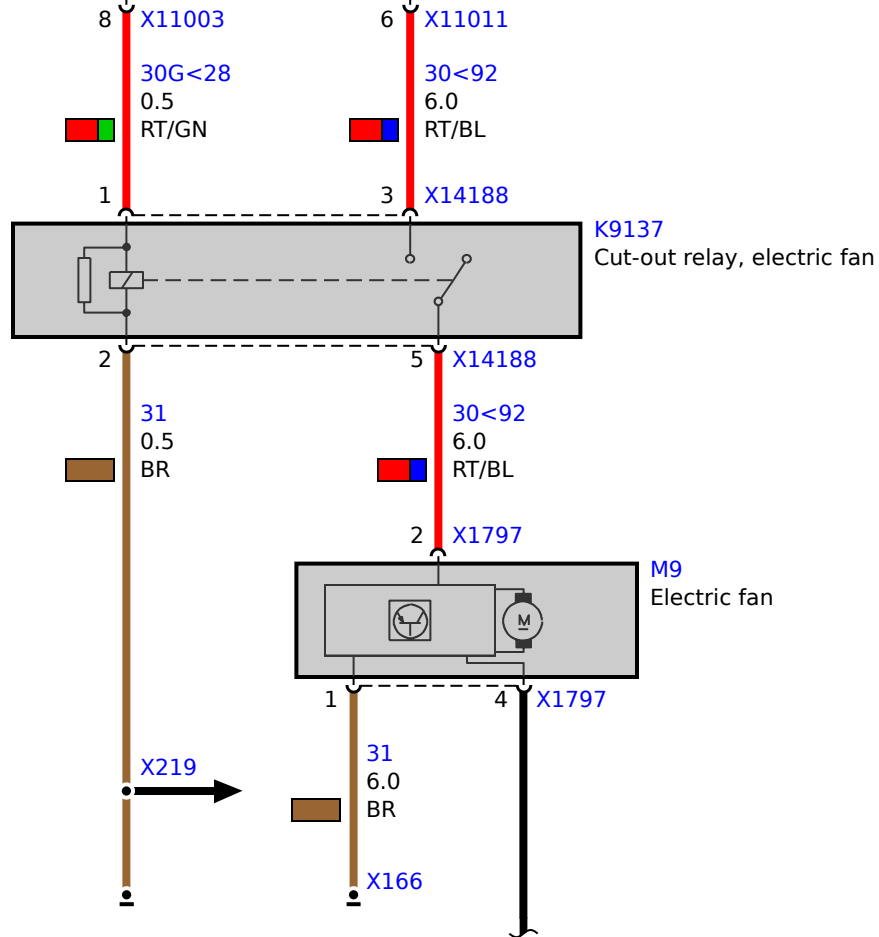 8 X11003
6 X11011
30G<28
0.5
RT/GN
30<92
6.0
RT/BL
1
3 X14188
K9137
Cut-out relay, electric fan
2
5 X14188
31
0.5
BR
30<92
6.0
RT/BL
2 X1797
M9
Electric fan
M
1
4 X1797
X219
31
6.0
BR
X166